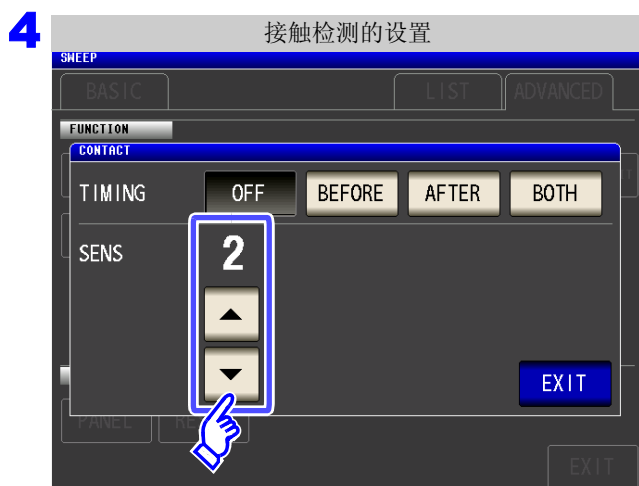 4
接触检测的设置
SWEEP
BASIC LIST ADVANCED
FUNCTION
CONTACT
TIMING OFF BEFORE AFTER BOTH
SENS 2
EXIT
PANEL
EXIT